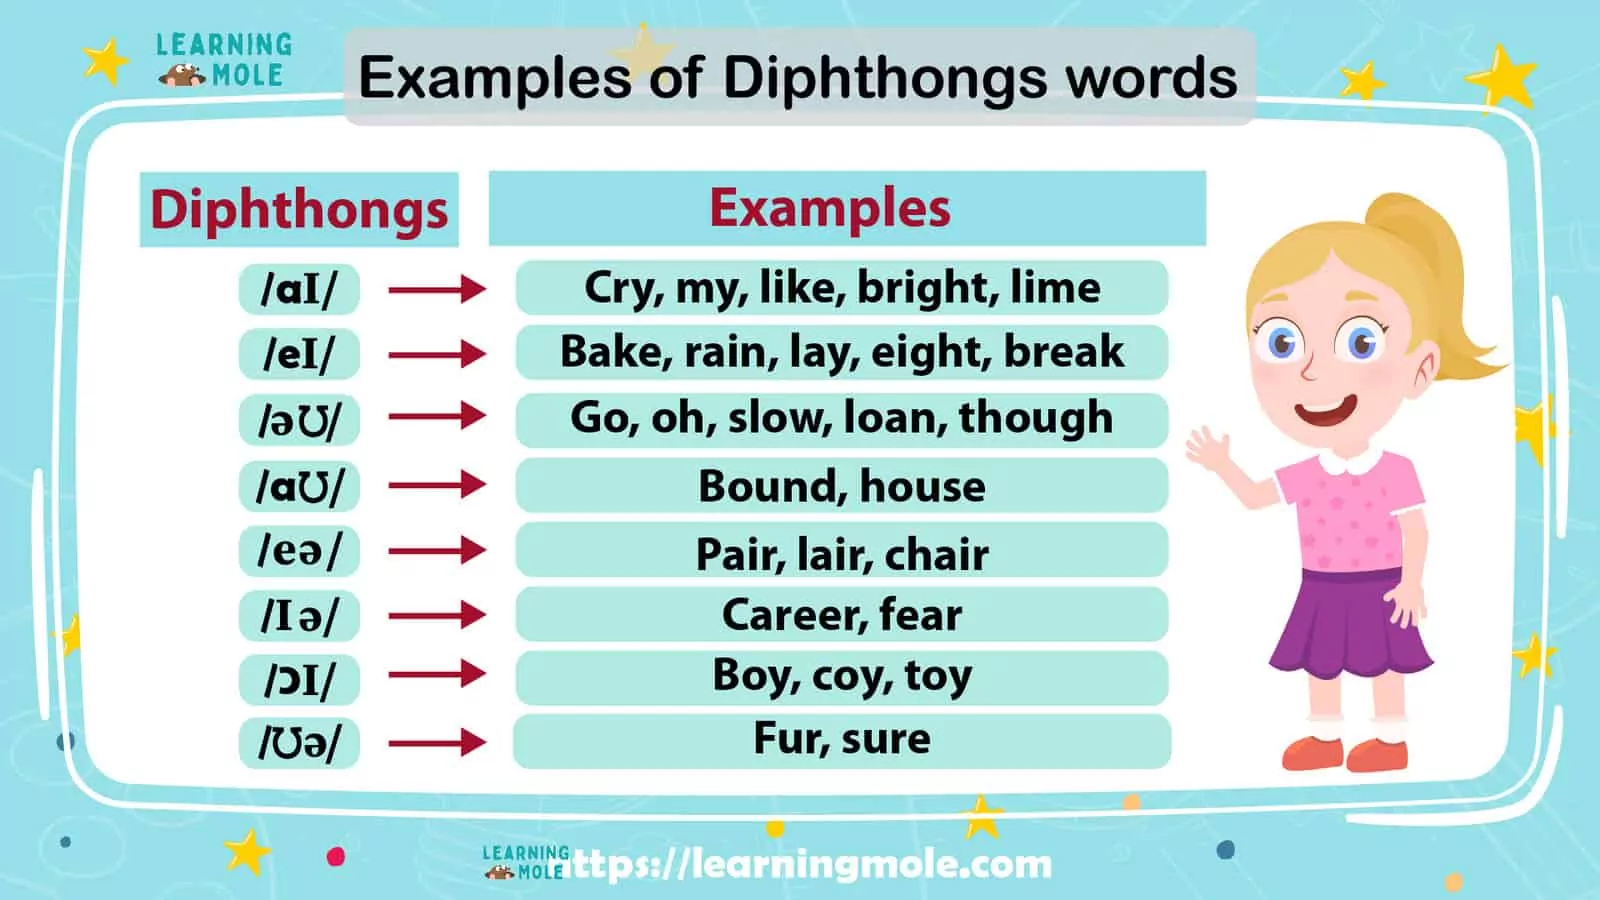 LEARNING
MOLE
Examples of Diphthongs words
Diphthongs Examples
/ɑI/ Cry, my, like, bright, lime
/eI/ Bake, rain, lay, eight, break
/əƱ/ Go, oh, slow, loan, though
/ɑƱ/ Bound, house
/eə/ Pair, lair, chair
/Iə/ Career, fear
/ɔI/ Boy, coy, toy
/Ʊə/ Fur, sure
LEARNING
MOLE
https://learningmole.com